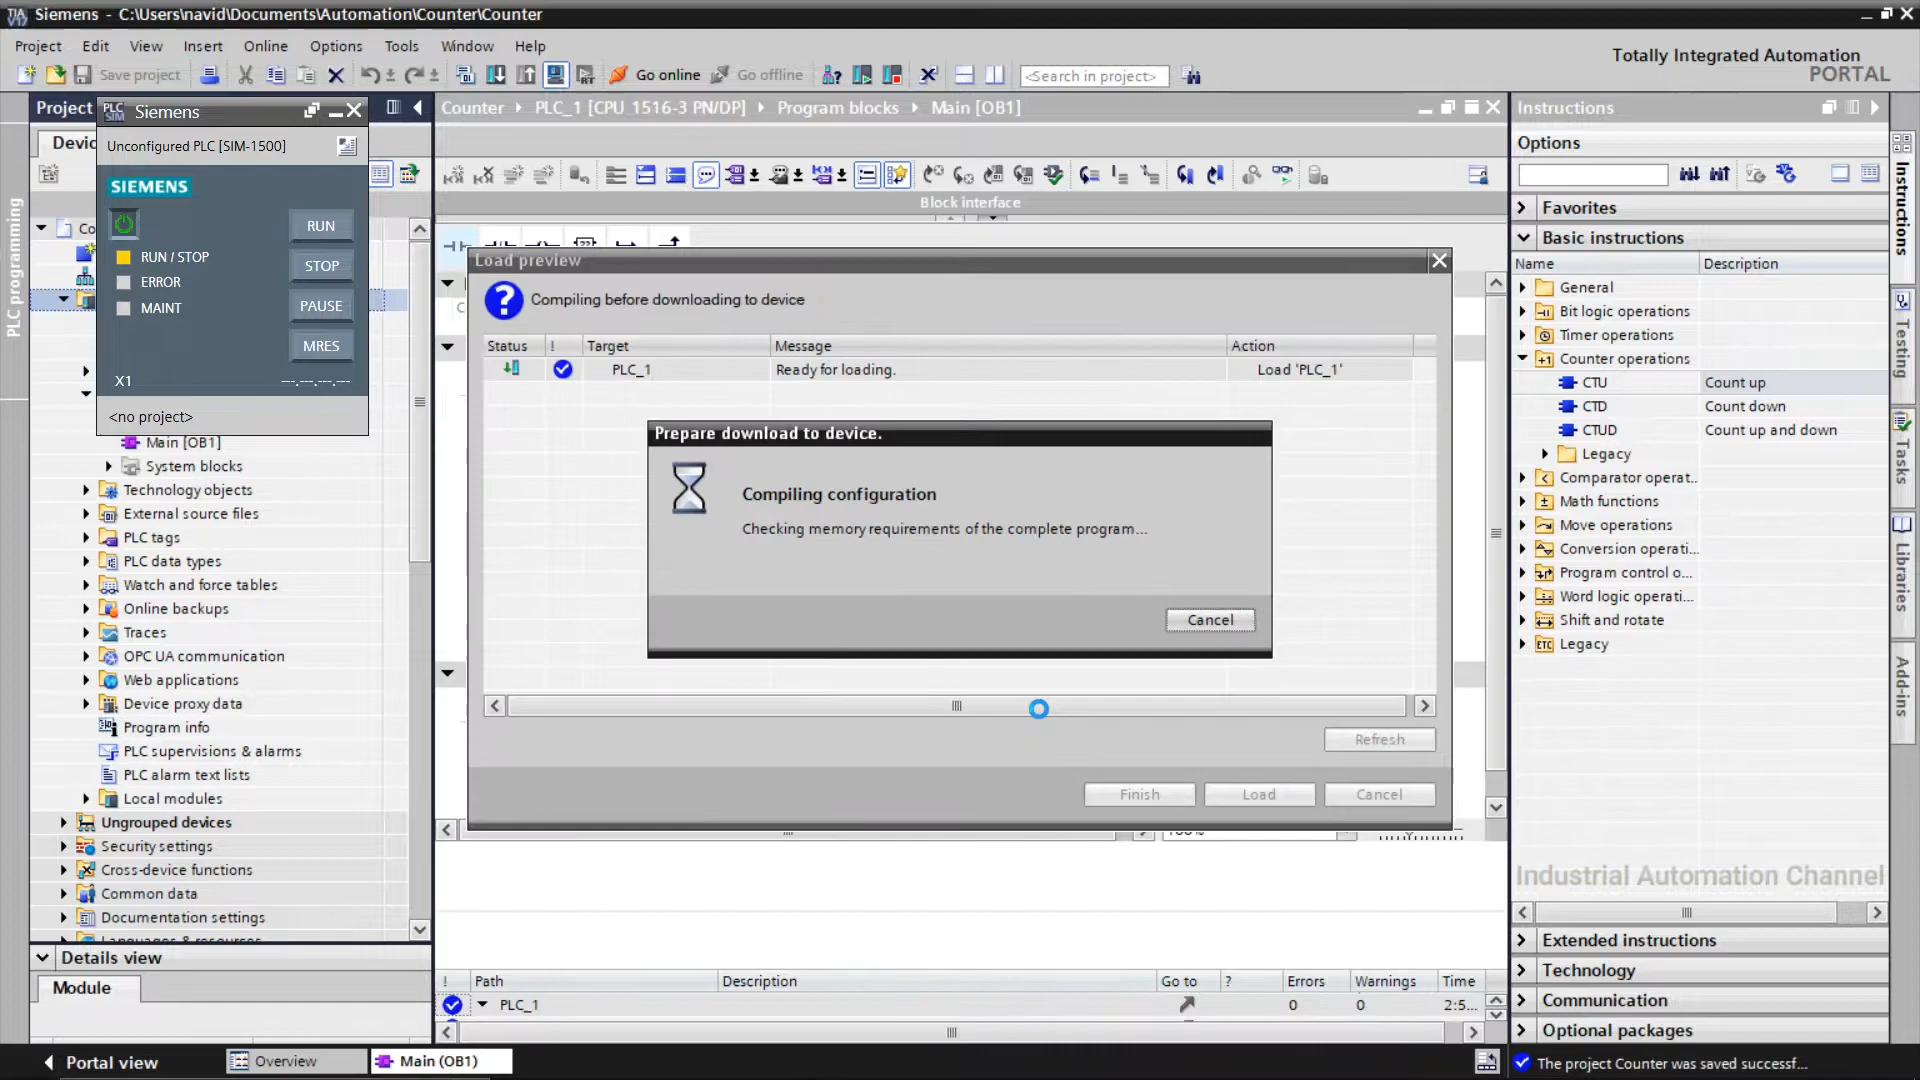 Siemens - C:\Users\navid\Documents\Automation\Counter\Counter
Project Edit View Insert Online Options Tools Window Help
Totally Integrated Automation
PORTAL
Save project Go online Go offline <Search in project>
Project
Siemens
Counter PLC_1 [CPU 1516-3 PN/DP] Program blocks Main [OB1]
Instructions
Unconfigured PLC [SIM-1500]
SIEMENS
RUN
RUN / STOP
STOP
ERROR
PAUSE
MAINT
MRES
X1 ---.---.---.---
<no project>
PLC programming
Main [OB1]
System blocks
Technology objects
External source files
PLC tags
PLC data types
Watch and force tables
Online backups
Traces
OPC UA communication
Web applications
Device proxy data
Program info
PLC supervisions & alarms
PLC alarm text lists
Local modules
Ungrouped devices
Security settings
Cross-device functions
Common data
Documentation settings
Languages & resources
Details view
Module
Block interface
Load preview
Compiling before downloading to device
Status ! Target Message Action
PLC_1 Ready for loading. Load 'PLC_1'
Prepare download to device.
Compiling configuration
Checking memory requirements of the complete program...
Cancel
Refresh
Finish Load Cancel
! Path Description Go to ? Errors Warnings Time
PLC_1 0 0 2:5...
Options
Favorites
Basic instructions
Name Description
General
Bit logic operations
Timer operations
Counter operations
CTU Count up
CTD Count down
CTUD Count up and down
Legacy
Comparator operat...
Math functions
Move operations
Conversion operati...
Program control o...
Word logic operati...
Shift and rotate
Legacy
Industrial Automation Channel
Extended instructions
Technology
Communication
Optional packages
Instructions
Testing
Tasks
Libraries
Add-ins
Portal view Overview Main (OB1) The project Counter was saved successf...